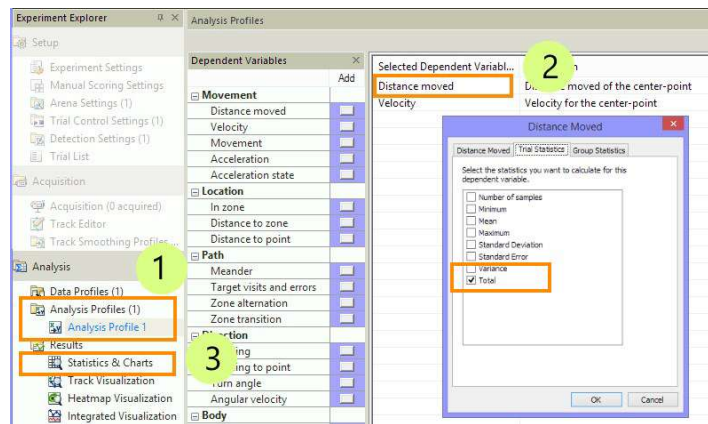 Experiment Explorer
Setup
Experiment Settings
Manual Scoring Settings
Arena Settings (1)
Trial Control Settings (1)
Detection Settings (1)
Trial List
Acquisition
Acquisition (0 acquired)
Track Editor
Track Smoothing Profiles ...
Analysis
1
Data Profiles (1)
Analysis Profiles (1)
Analysis Profile 1
Results
Statistics & Charts
Track Visualization
Heatmap Visualization
Integrated Visualization
Analysis Profiles
Dependent Variables
Add
Movement
Distance moved
Velocity
Movement
Acceleration
Acceleration state
Location
In zone
Distance to zone
Distance to point
Path
Meander
Target visits and errors
Zone alternation
Zone transition
3
to point
Turn angle
Angular velocity
Body
Selected Dependent Variabl...
2
Distance moved
moved of the center-point
Velocity
Velocity for the center-point
Distance Moved
Distance Moved
Trial Statistics
Group Statistics
Select the statistics you want to calculate for this
dependent variable.
Number of samples
Minimum
Mean
Maximum
Standard Deviation
Standard Error
Variance
Total
OK
Cancel